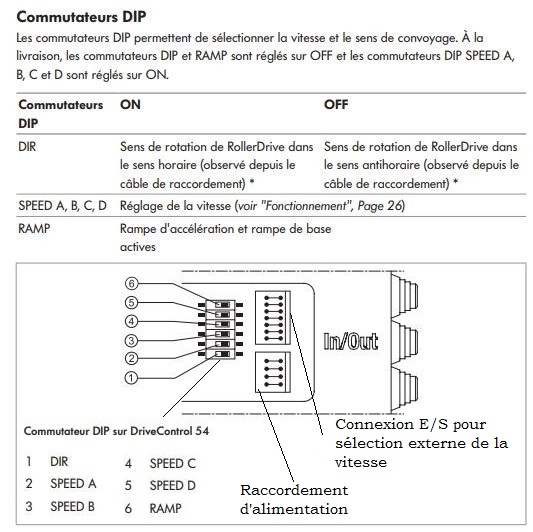 Commutateurs DIP
Les commutateurs DIP permettent de sélectionner la vitesse et le sens de convoyage. À la
livraison, les commutateurs DIP et RAMP sont réglés sur OFF et les commutateurs DIP SPEED A,
B, C et D sont réglés sur ON.
Commutateurs DIP ON OFF
DIR Sens de rotation de RollerDrive dans le sens horaire (observé depuis le câble de raccordement) * Sens de rotation de RollerDrive dans le sens antihoraire (observé depuis le câble de raccordement) *
SPEED A, B, C, D Réglage de la vitesse (voir "Fonctionnement", Page 26)
RAMP Rampe d'accélération et rampe de base actives
6
5
4
3
2
1
In/Out
Commutateur DIP sur DriveControl 54
1 DIR 4 SPEED C
2 SPEED A 5 SPEED D
3 SPEED B 6 RAMP
Connexion E/S pour
sélection externe de la
vitesse
Raccordement
d'alimentation